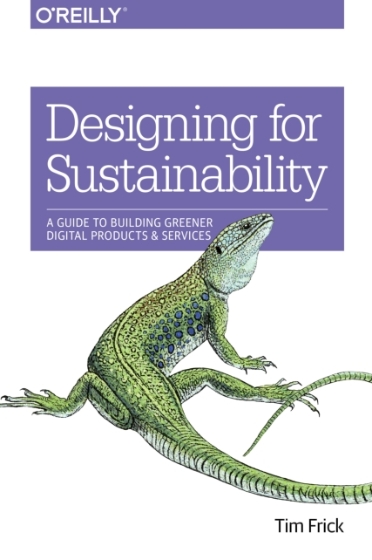 O'REILLY®
Designing for
Sustainability
A GUIDE TO BUILDING GREENER
DIGITAL PRODUCTS & SERVICES
Tim Frick